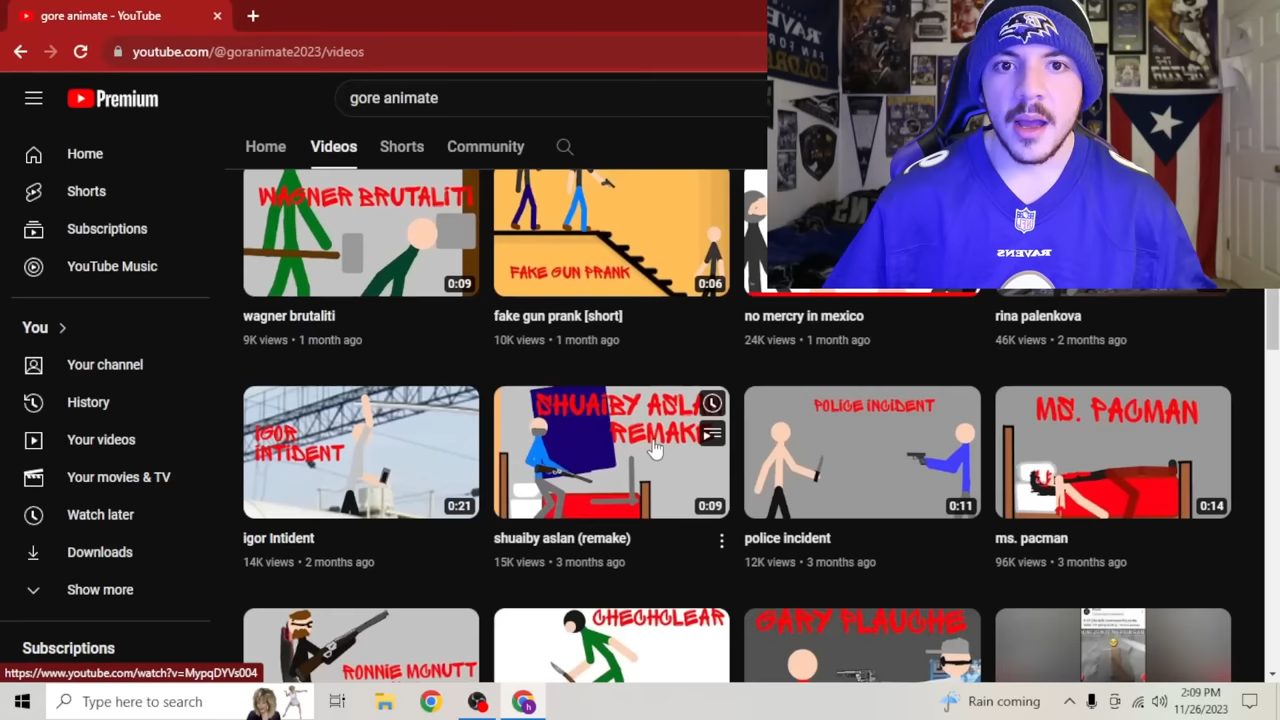 gore animate - YouTube
youtube.com/@goranimate2023/videos
Premium
gore animate
Home Videos Shorts Community
Home
Shorts
Subscriptions
YouTube Music
You
Your channel
History
Your videos
Your movies & TV
Watch later
Downloads
Show more
Subscriptions
WAGNER BRUTALITI
0:09
wagner brutaliti
9K views • 1 month ago
FAKE GUN PRANK
0:06
fake gun prank [short]
10K views • 1 month ago
no mercy in mexico
24K views • 1 month ago
rina palenkova
46K views • 2 months ago
NFL
RAVENS
IGOR
INTIDENT
0:21
igor Intident
14K views • 2 months ago
SHUAIBY ASLA
REMAK
0:09
shuaiby aslan (remake)
15K views • 3 months ago
POLICE INCIDENT
0:11
police incident
12K views • 3 months ago
MS. PACMAN
0:14
ms. pacman
96K views • 3 months ago
RONNIE MCNUTT
CHECHCLEAR
GARY PLAUCHE
https://www.youtube.com/watch?v=MypqDYVs004
Type here to search
Rain coming
2:09 PM
11/26/2023